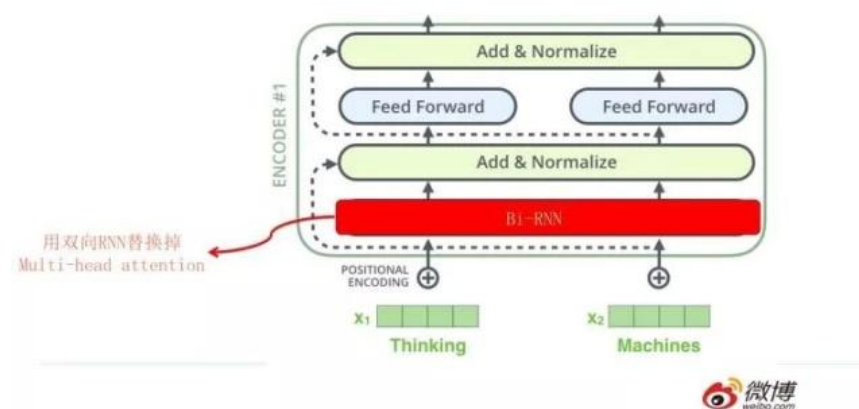 Add & Normalize
Feed Forward
Feed Forward
ENCODER #1
Add & Normalize
Bi-RNN
用双向RNN替换掉
Multi-head attention
POSITIONAL
ENCODING
x₁
x₂
Thinking
Machines
微博
weibo.com